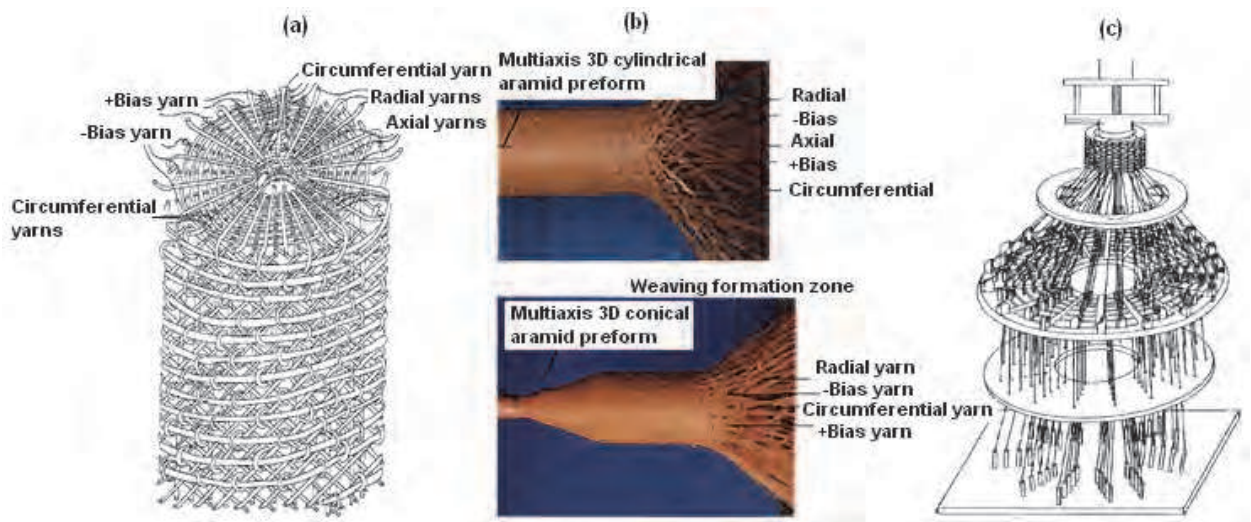 (a)
Circumferential yarn
+Bias yarn
Radial yarns
-Bias yarn
Axial yarns
Circumferential
yarns
(b)
Multiaxis 3D cylindrical
aramid preform
Radial
-Bias
Axial
+Bias
Circumferential
Weaving formation zone
Multiaxis 3D conical
aramid preform
Radial yarn
-Bias yarn
Circumferential yarn
+Bias yarn
(c)